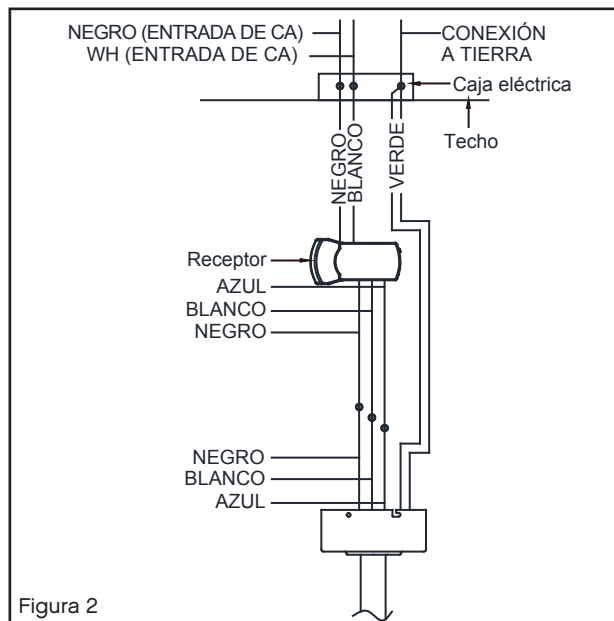 NEGRO (ENTRADA DE CA)
WH (ENTRADA DE CA)
CONEXIÓN
A TIERRA
Caja eléctrica
Techo
NEGRO
BLANCO
VERDE
Receptor
AZUL
BLANCO
NEGRO
NEGRO
BLANCO
AZUL
Figura 2